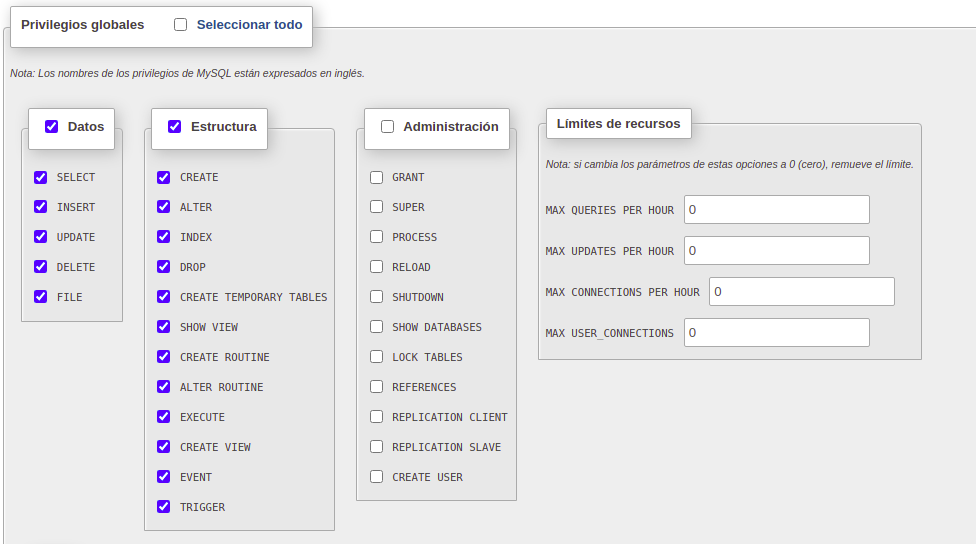 Privilegios globales Seleccionar todo
Nota: Los nombres de los privilegios de MySQL están expresados en inglés.
Datos
SELECT
INSERT
UPDATE
DELETE
FILE
Estructura
CREATE
ALTER
INDEX
DROP
CREATE TEMPORARY TABLES
SHOW VIEW
CREATE ROUTINE
ALTER ROUTINE
EXECUTE
CREATE VIEW
EVENT
TRIGGER
Administración
GRANT
SUPER
PROCESS
RELOAD
SHUTDOWN
SHOW DATABASES
LOCK TABLES
REFERENCES
REPLICATION CLIENT
REPLICATION SLAVE
CREATE USER
Límites de recursos
Nota: si cambia los parámetros de estas opciones a 0 (cero), remueve el límite.
MAX QUERIES PER HOUR 0
MAX UPDATES PER HOUR 0
MAX CONNECTIONS PER HOUR 0
MAX USER_CONNECTIONS 0